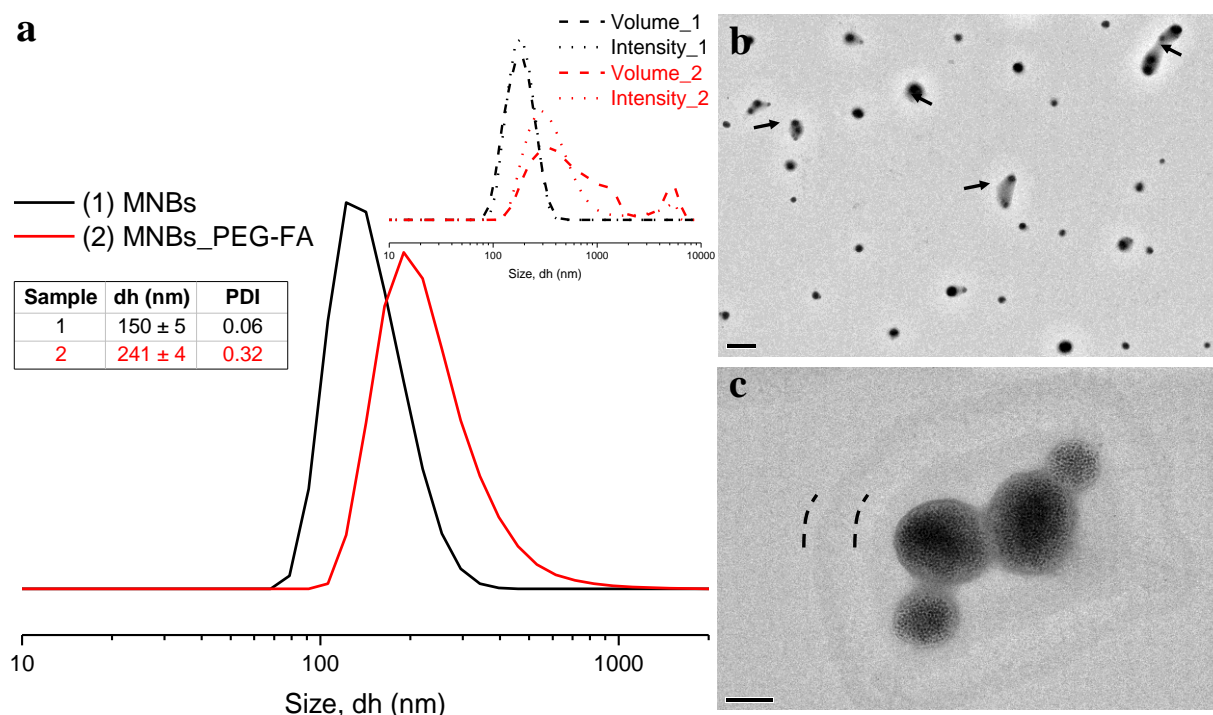 a
Volume_1
Intensity_1
Volume_2
Intensity_2
(1) MNBs
(2) MNBs_PEG-FA
10 100 1000 10000
Size, dh (nm)
Sample dh (nm) PDI
1 150 ± 5 0.06
2 241 ± 4 0.32
10 100 1000
Size, dh (nm)
b
c